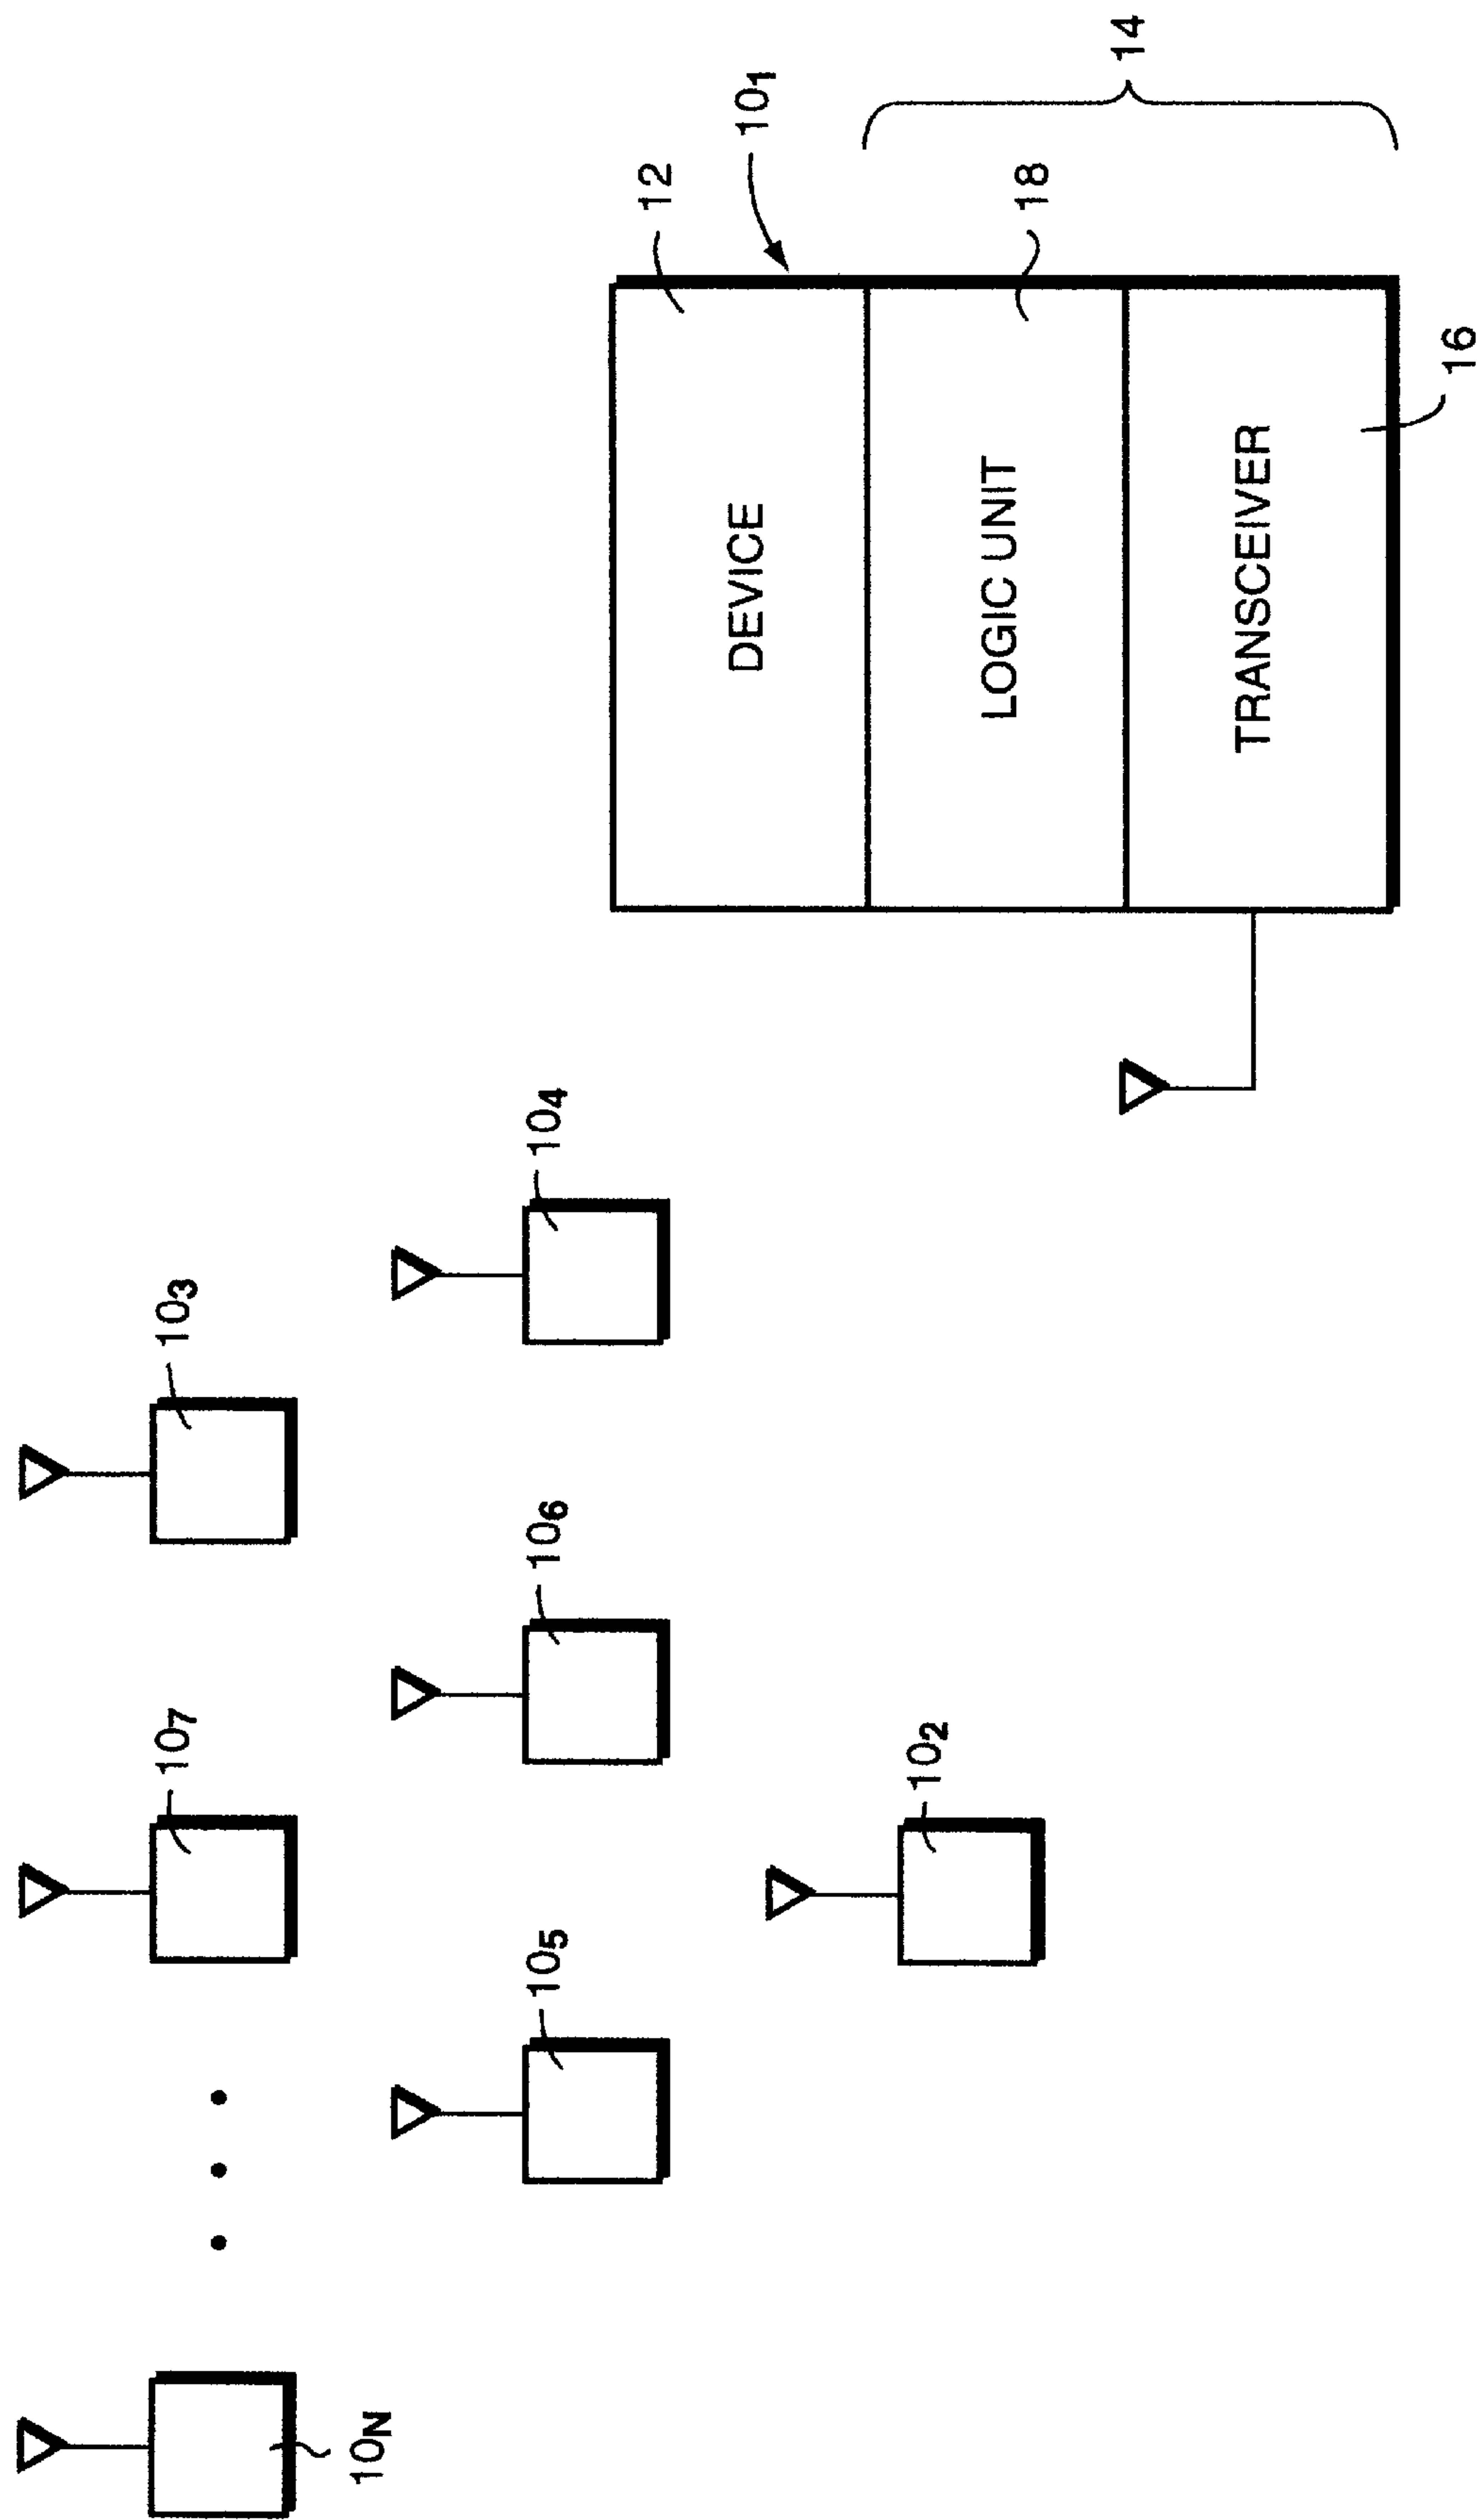 10₇
10₃
10N
10₅
10₆
10₄
12
DEVICE
10₁
10₂
LOGIC UNIT
18
14
TRANSCEIVER
16